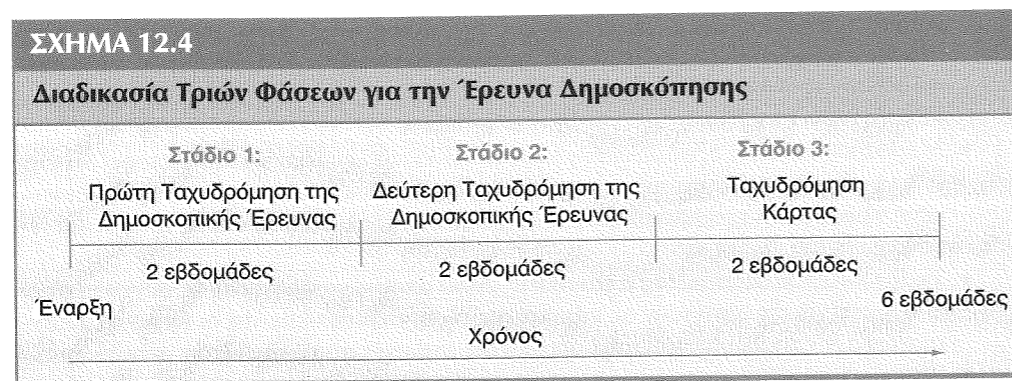 ΣΧΗΜΑ 12.4
Διαδικασία Τριών Φάσεων για την Έρευνα Δημοσκόπησης
Στάδιο 1:
Πρώτη Ταχυδρόμηση της
Δημοσκοπικής Έρευνας
Στάδιο 2:
Δεύτερη Ταχυδρόμηση της
Δημοσκοπικής Έρευνας
Στάδιο 3:
Ταχυδρόμηση
Κάρτας
2 εβδομάδες
2 εβδομάδες
2 εβδομάδες
Έναρξη
6 εβδομάδες
Χρόνος